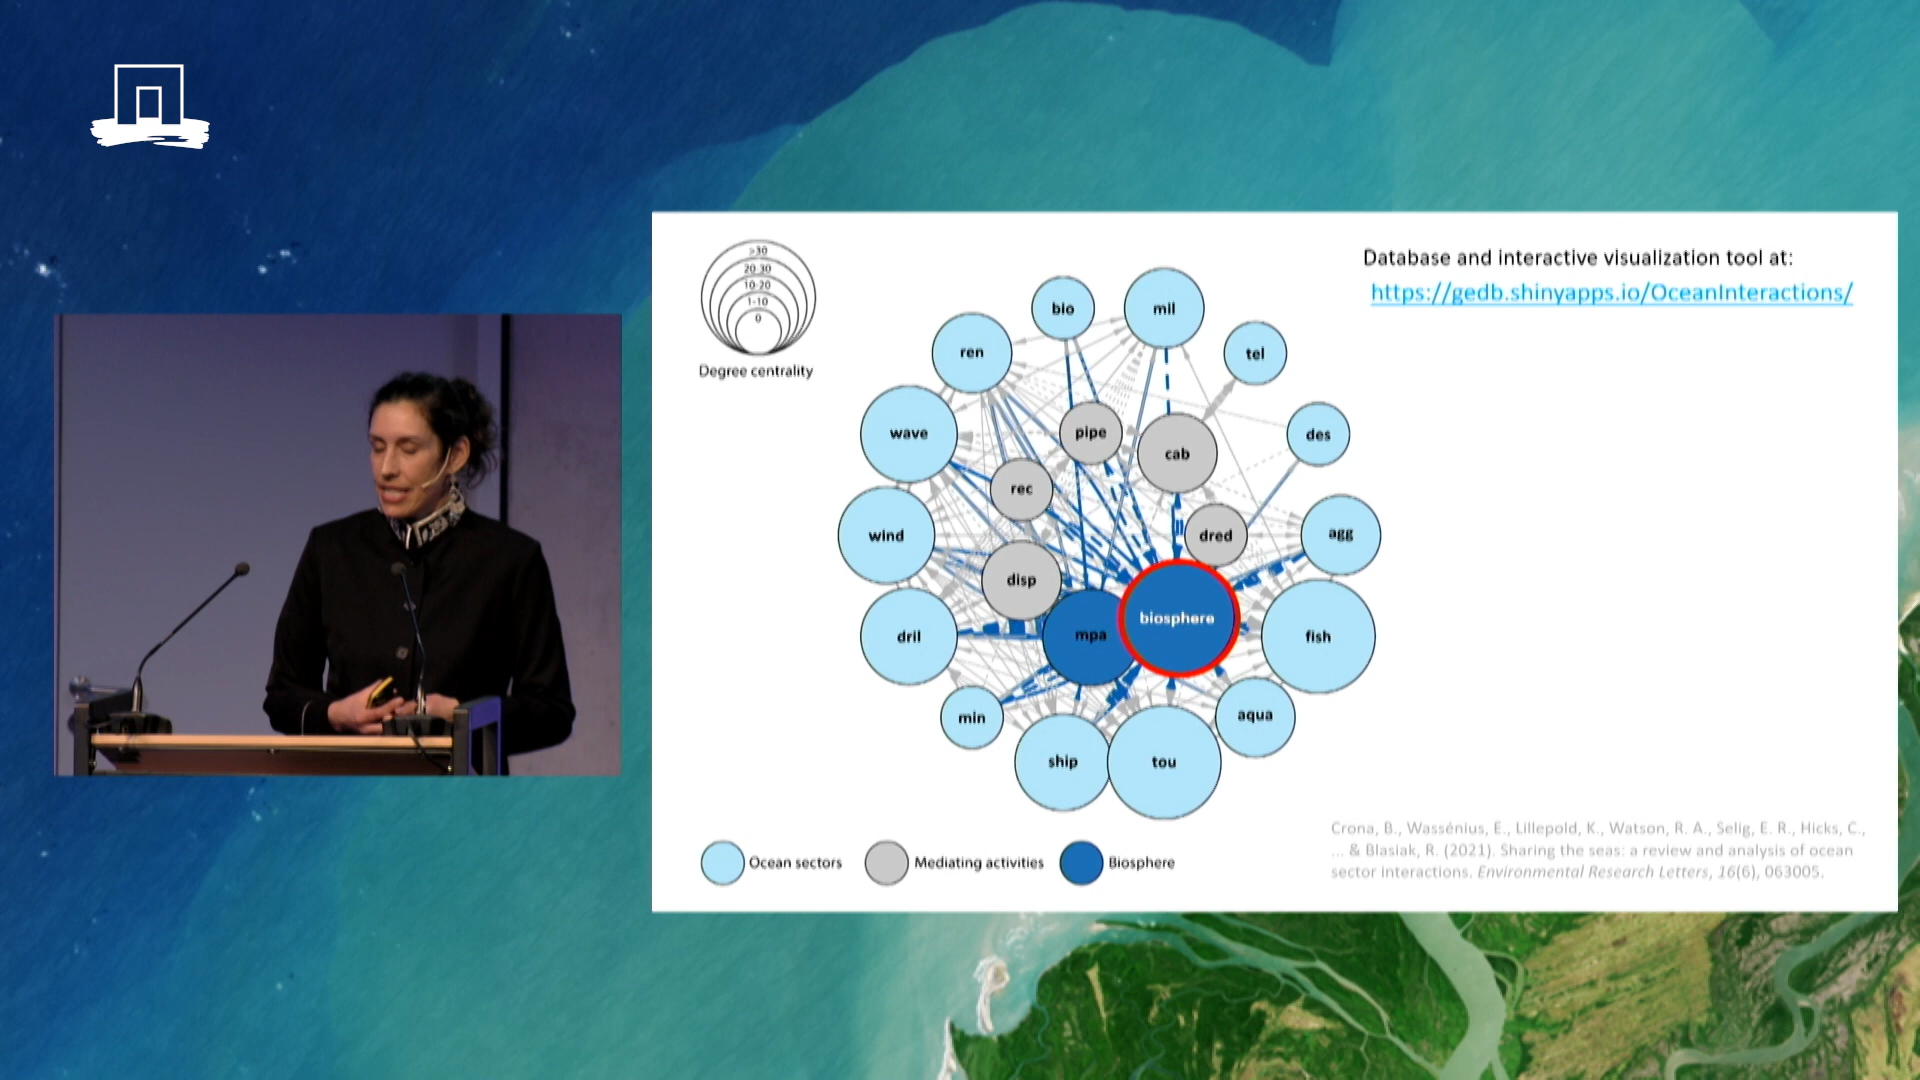 >30
20-30
10-20
1-10
0
Degree centrality
Database and interactive visualization tool at:
https://gedb.shinyapps.io/OceanInteractions/
bio
mil
ren
tel
wave
pipe
cab
des
rec
wind
dred
agg
disp
biosphere
dril
mpa
fish
min
aqua
ship
tou
Ocean sectors
Mediating activities
Biosphere
Crona, B., Wassénius, E., Lillepold, K., Watson, R. A., Selig, E. R., Hicks, C.,
... & Blasiak, R. (2021). Sharing the seas: a review and analysis of ocean
sector interactions. Environmental Research Letters, 16(6), 063005.